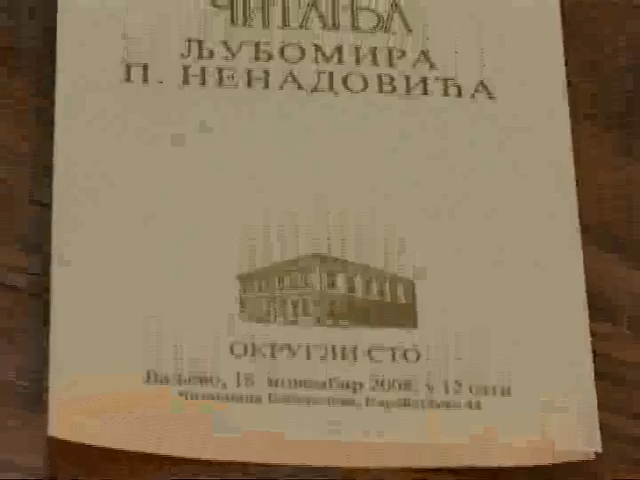 ЧИТАЊА
ЉУБОМИРА
П. НЕНАДОВИЋА
ОКРУГЛИ СТО
Ваљево, 18. новембар 2008. у 12 сати